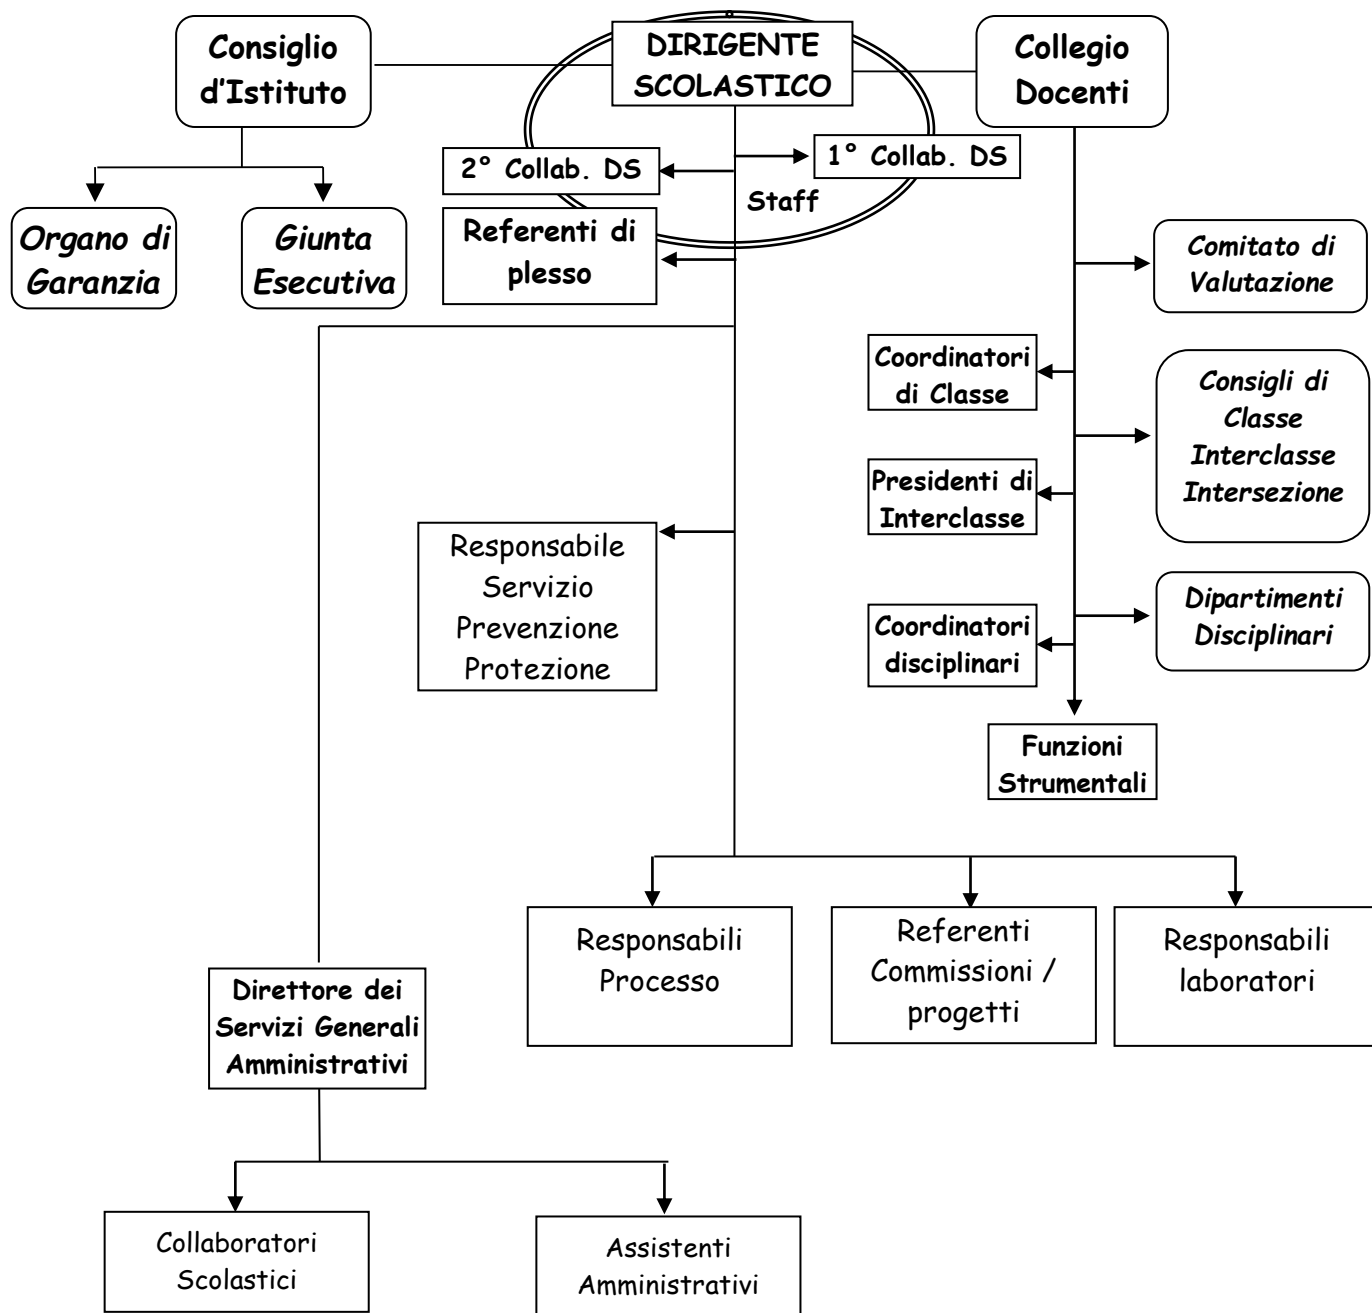 Consiglio
d'Istituto
DIRIGENTE
SCOLASTICO
Collegio
Docenti
2° Collab. DS
1° Collab. DS
Staff
Organo di
Garanzia
Giunta
Esecutiva
Referenti di
plesso
Comitato di
Valutazione
Coordinatori
di Classe
Consigli di
Classe
Interclasse
Intersezione
Presidenti di
Interclasse
Responsabile
Servizio
Prevenzione
Protezione
Coordinatori
disciplinari
Dipartimenti
Disciplinari
Funzioni
Strumentali
Responsabili
Processo
Referenti
Commissioni /
progetti
Responsabili
laboratori
Direttore dei
Servizi Generali
Amministrativi
Collaboratori
Scolastici
Assistenti
Amministrativi